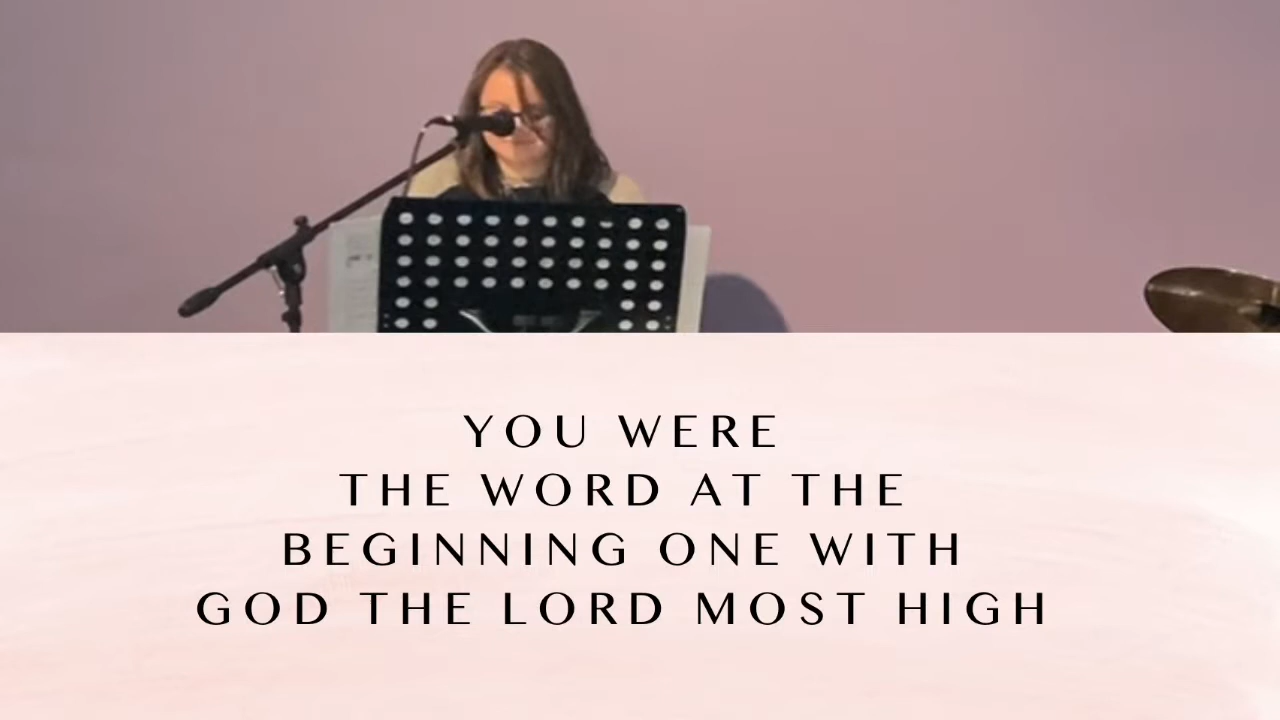 YOU WERE
THE WORD AT THE
BEGINNING ONE WITH
GOD THE LORD MOST HIGH